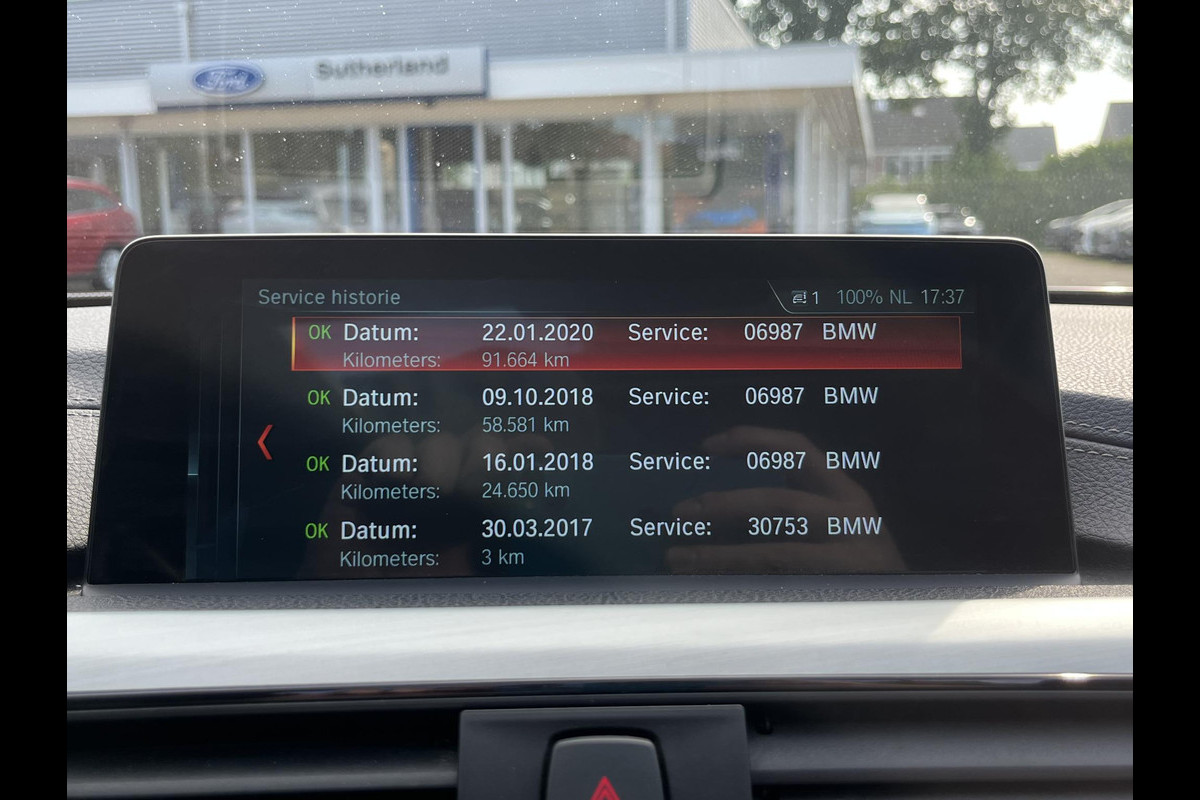 Ford Sutherland
Service historie 1 100% NL 17:37
OK Datum: 22.01.2020 Service: 06987 BMW
Kilometers: 91.664 km
OK Datum: 09.10.2018 Service: 06987 BMW
Kilometers: 58.581 km
OK Datum: 16.01.2018 Service: 06987 BMW
Kilometers: 24.650 km
OK Datum: 30.03.2017 Service: 30753 BMW
Kilometers: 3 km